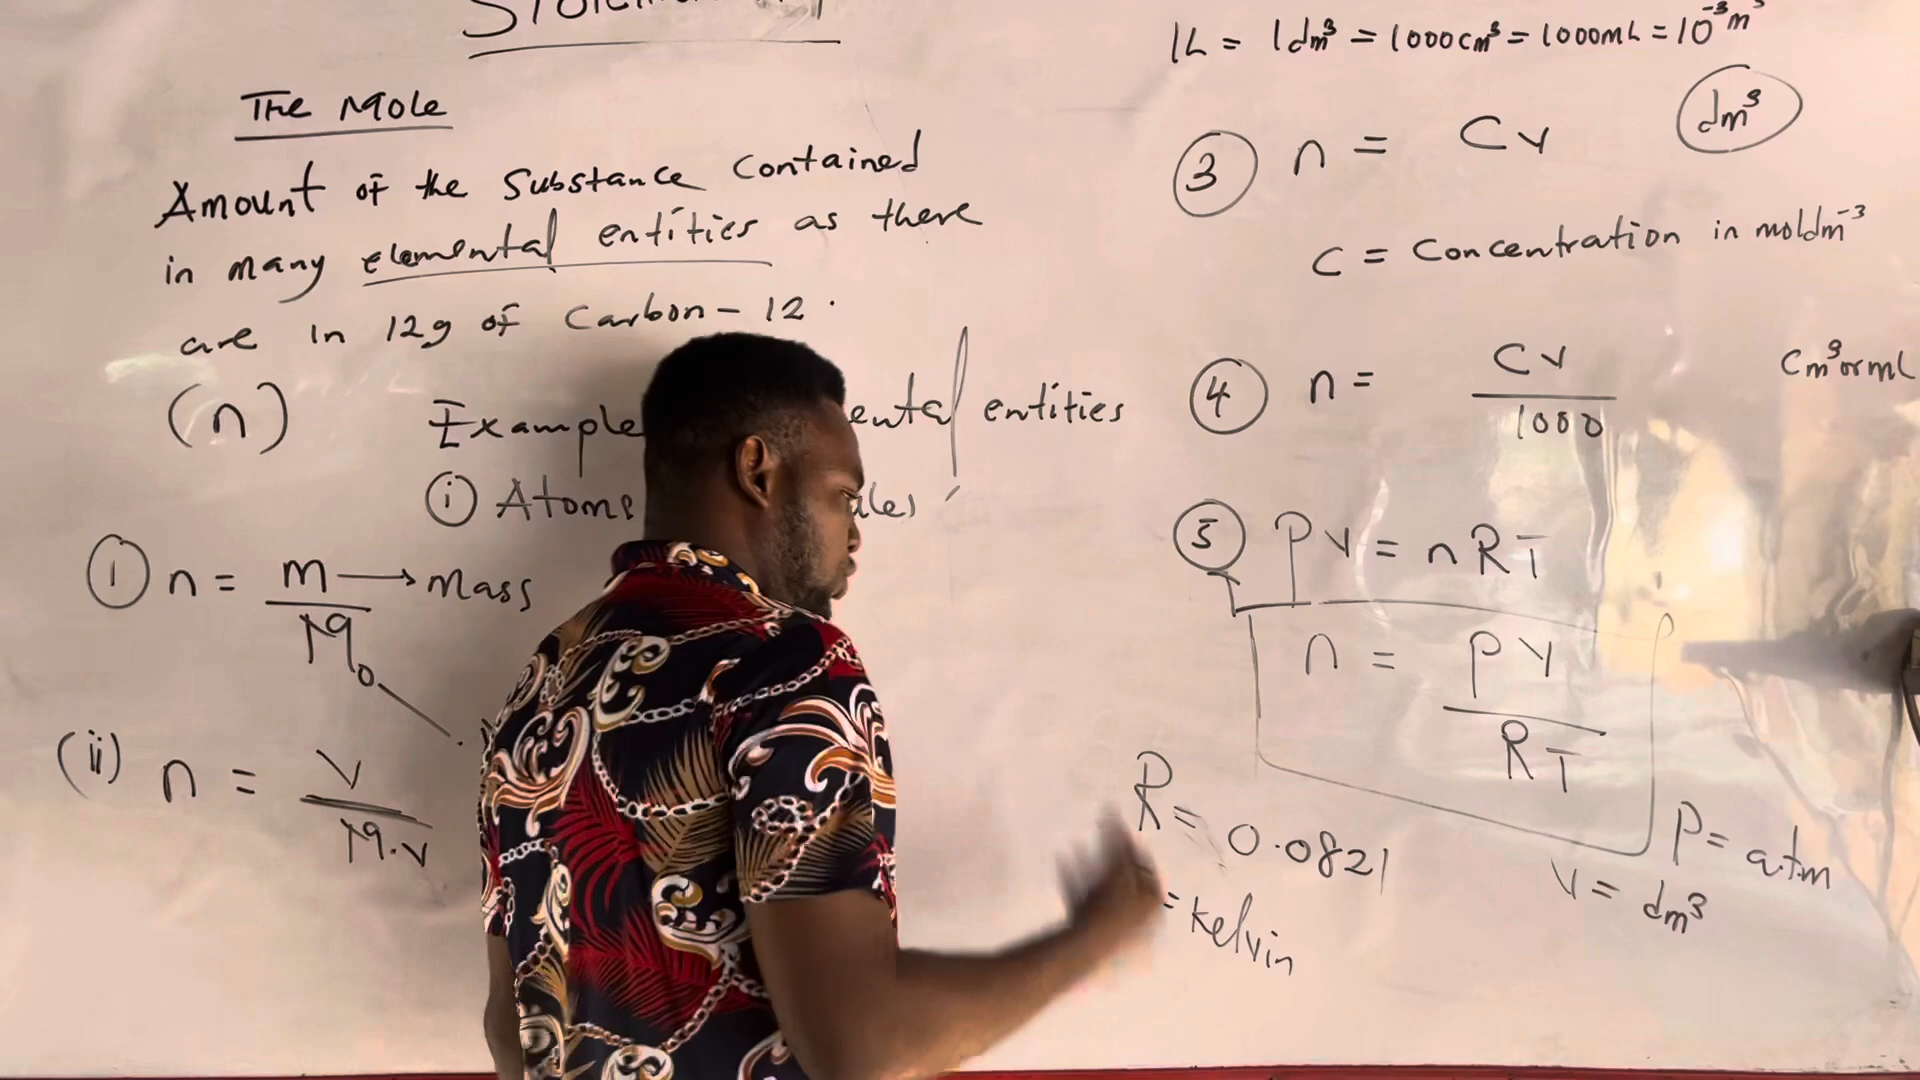 The Mole
Amount of the Substance contained
in many elemental entities as there
are in 12g of Carbon-12.
(n)
Example ental entities
(i) Atoms
(1) n = m/M → Mass
(ii) n = V/M.V
1L = 1dm³ = 1000cm³ = 1000mL = 10⁻³m³
(3) n = CV dm³
C = Concentration in moldm⁻³
(4) n = CV/1000 Cm³ or mL
(5) PV = nRT
n = PV/RT
R = 0.0821
P = atm
V = dm³
= Kelvin